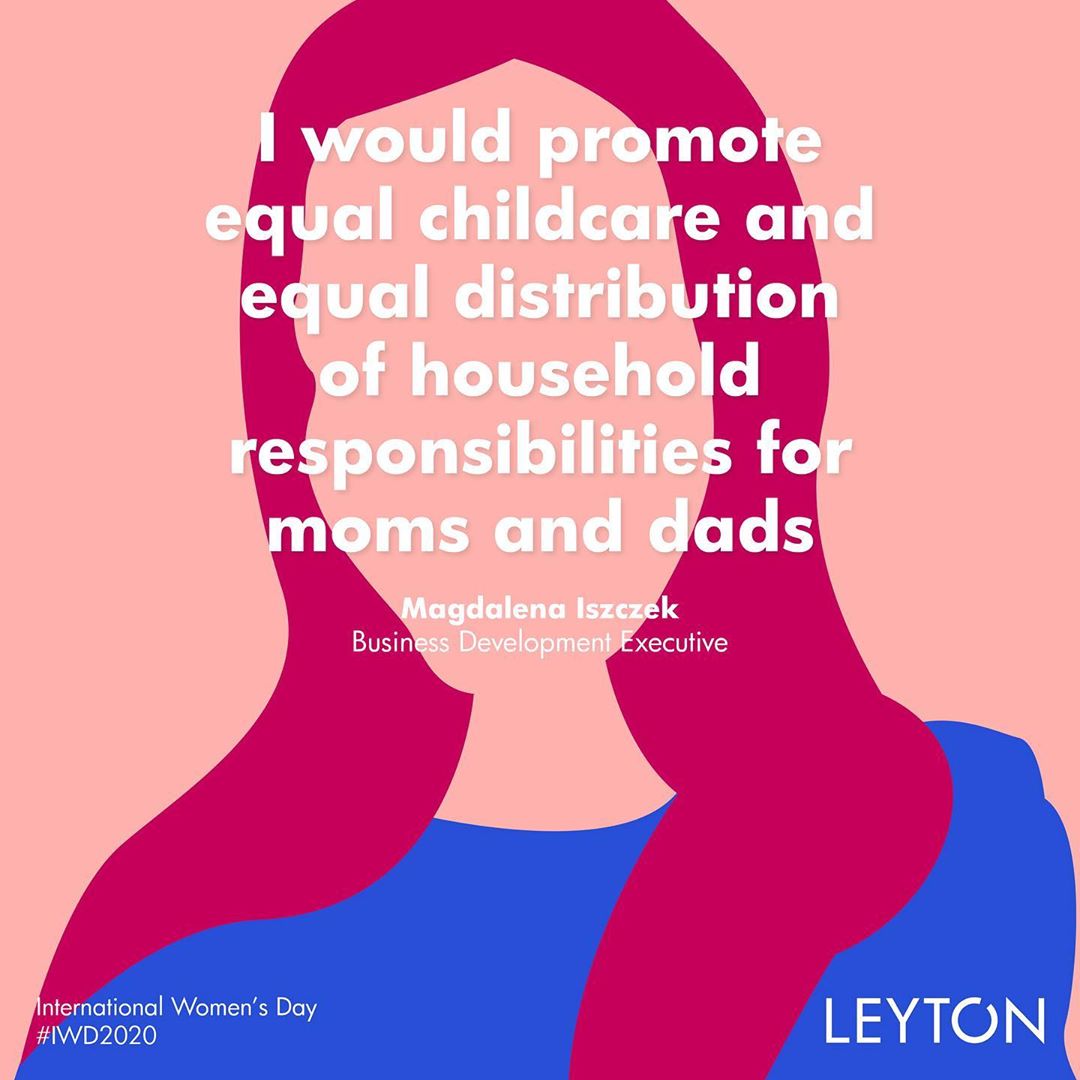 I would promote
equal childcare and
equal distribution
of household
responsibilities for
moms and dads
Magdalena Iszczek
Business Development Executive
International Women's Day
#IWD2020
LEYTON